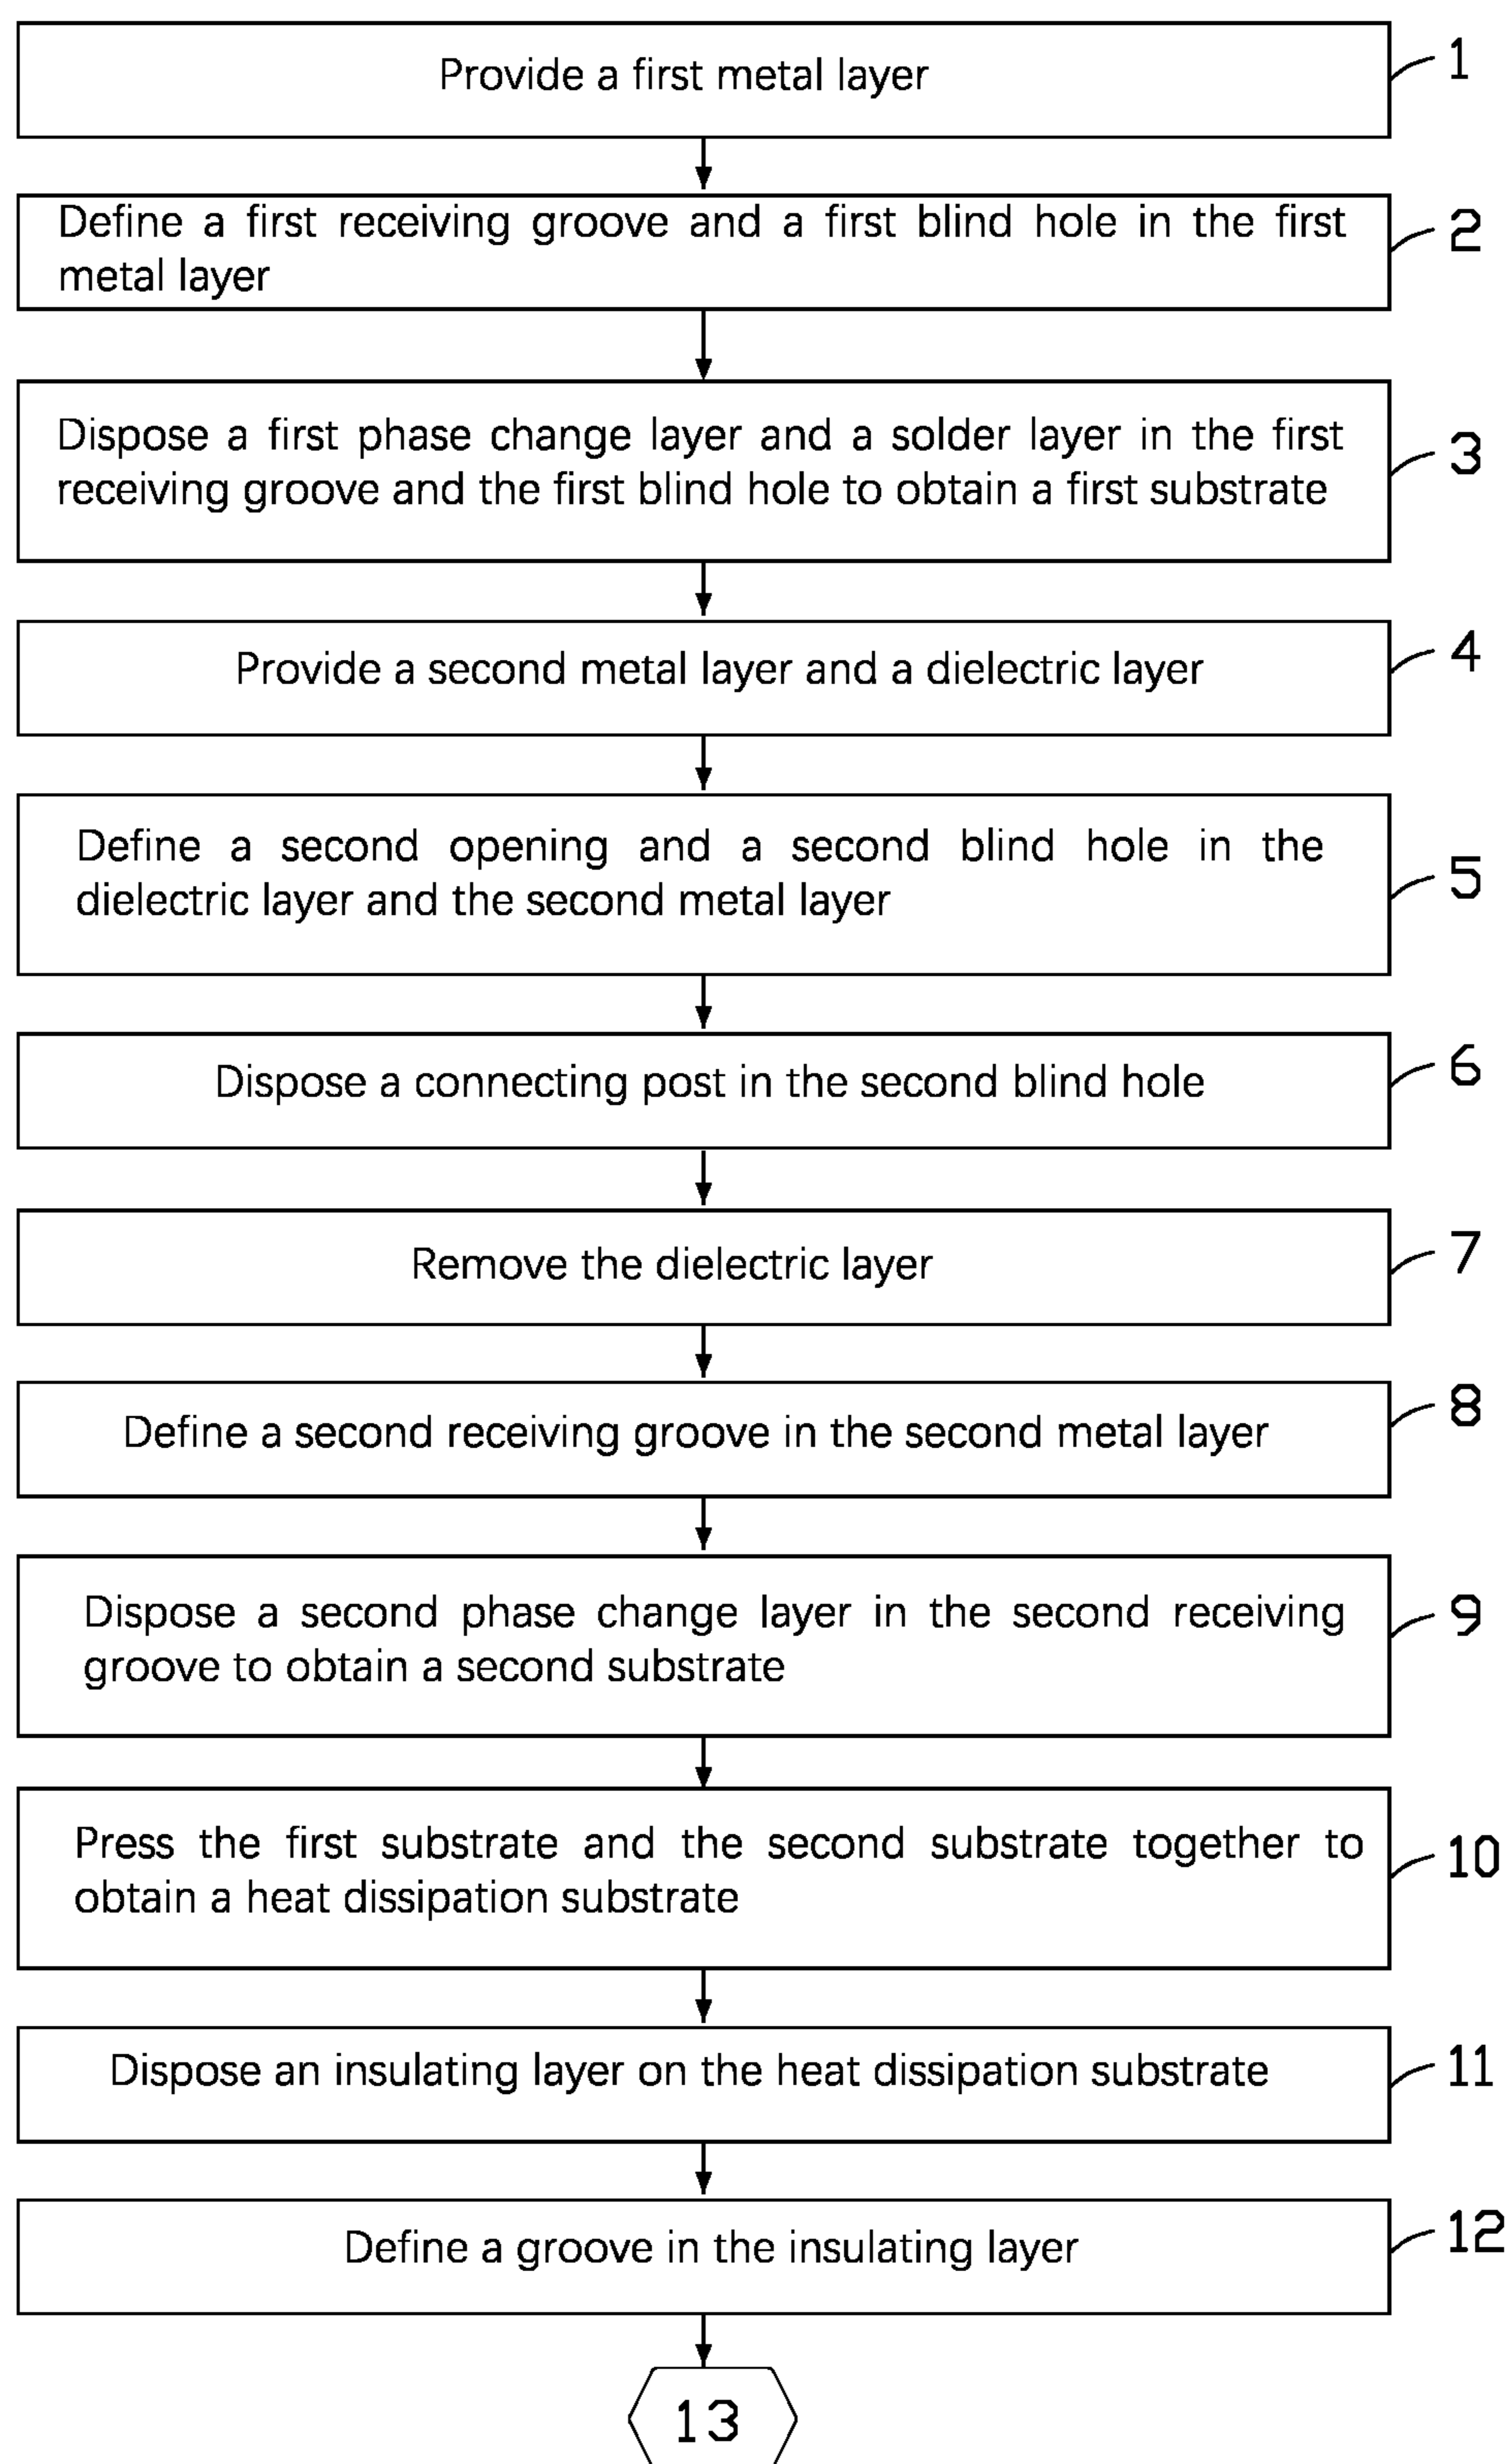 Provide a first metal layer
1
Define a first receiving groove and a first blind hole in the first
metal layer
2
Dispose a first phase change layer and a solder layer in the first
receiving groove and the first blind hole to obtain a first substrate
3
Provide a second metal layer and a dielectric layer
4
Define a second opening and a second blind hole in the
dielectric layer and the second metal layer
5
Dispose a connecting post in the second blind hole
6
Remove the dielectric layer
7
Define a second receiving groove in the second metal layer
8
Dispose a second phase change layer in the second receiving
groove to obtain a second substrate
9
Press the first substrate and the second substrate together to
obtain a heat dissipation substrate
10
Dispose an insulating layer on the heat dissipation substrate
11
Define a groove in the insulating layer
12
13